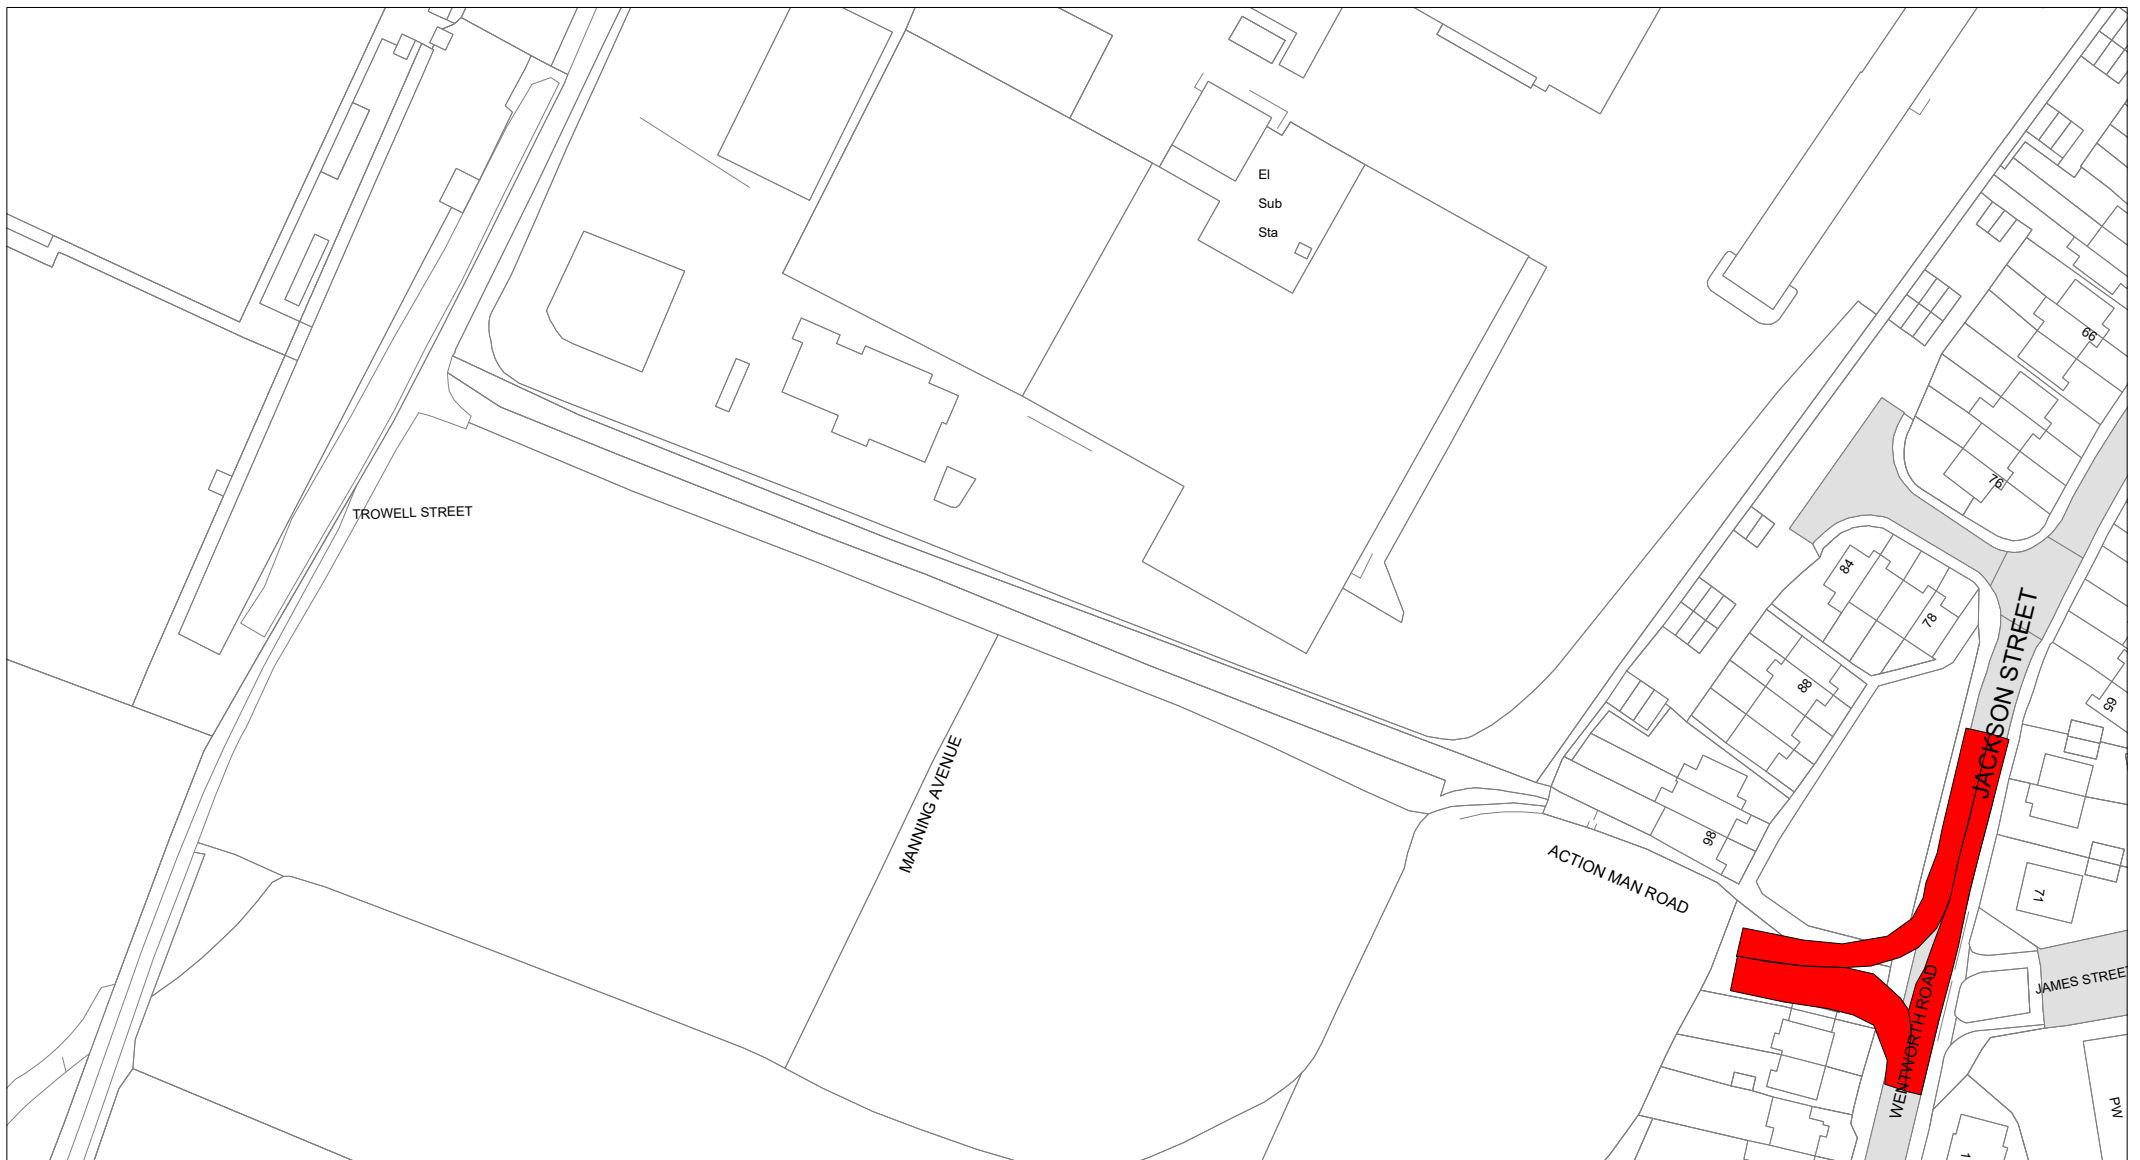 El
Sub
Sta
66
76
TROWELL STREET
84
78
JACKSON STREET
88
65
MANNING AVENUE
98
ACTION MAN ROAD
71
JAMES STREE
WENTWORTH ROAD
PW
1